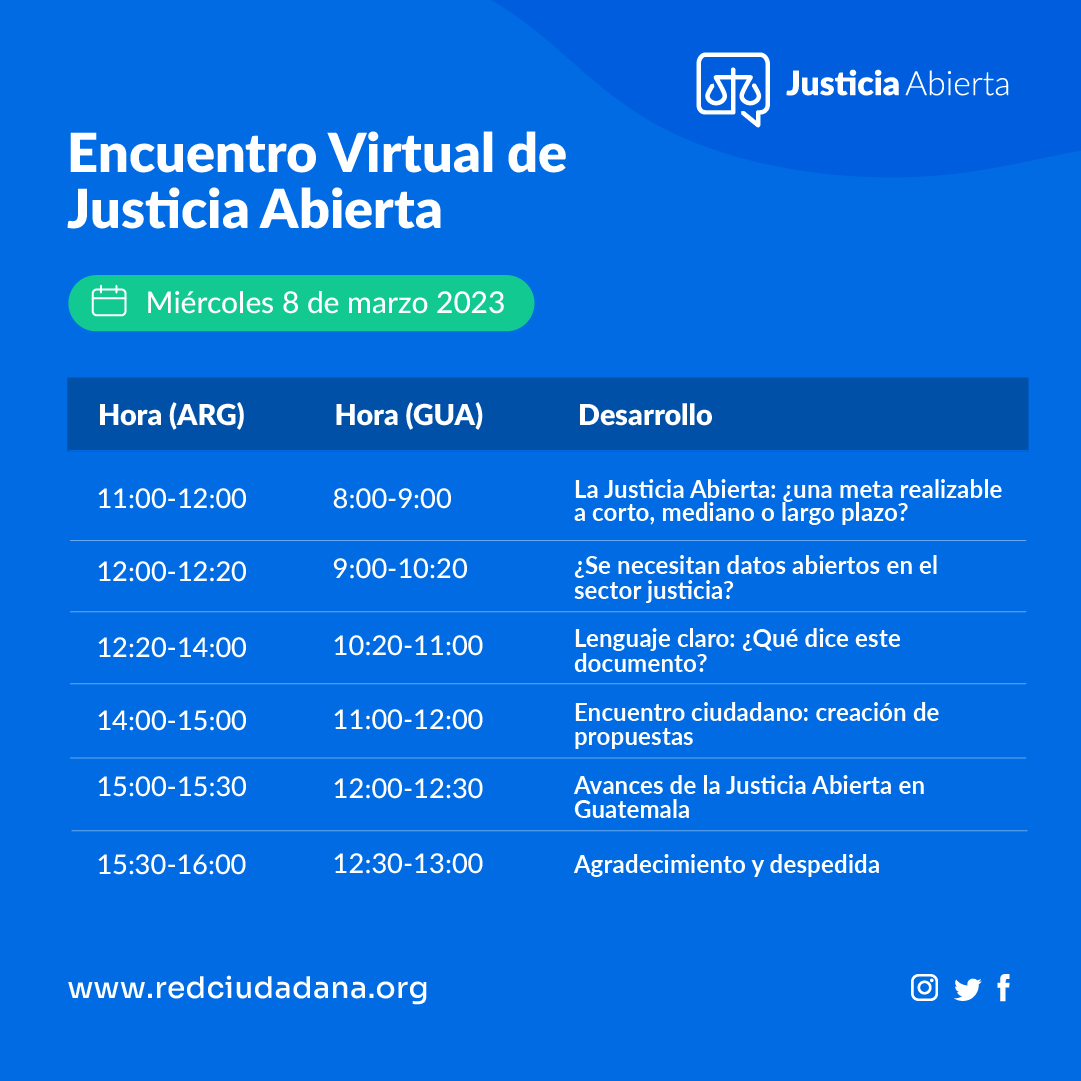 Justicia Abierta
Encuentro Virtual de
Justicia Abierta
Miércoles 8 de marzo 2023
Hora (ARG) Hora (GUA) Desarrollo
11:00-12:00 8:00-9:00 La Justicia Abierta: ¿una meta realizable
a corto, mediano o largo plazo?
12:00-12:20 9:00-10:20 ¿Se necesitan datos abiertos en el
sector justicia?
12:20-14:00 10:20-11:00 Lenguaje claro: ¿Qué dice este
documento?
14:00-15:00 11:00-12:00 Encuentro ciudadano: creación de
propuestas
15:00-15:30 12:00-12:30 Avances de la Justicia Abierta en
Guatemala
15:30-16:00 12:30-13:00 Agradecimiento y despedida
www.redciudadana.org